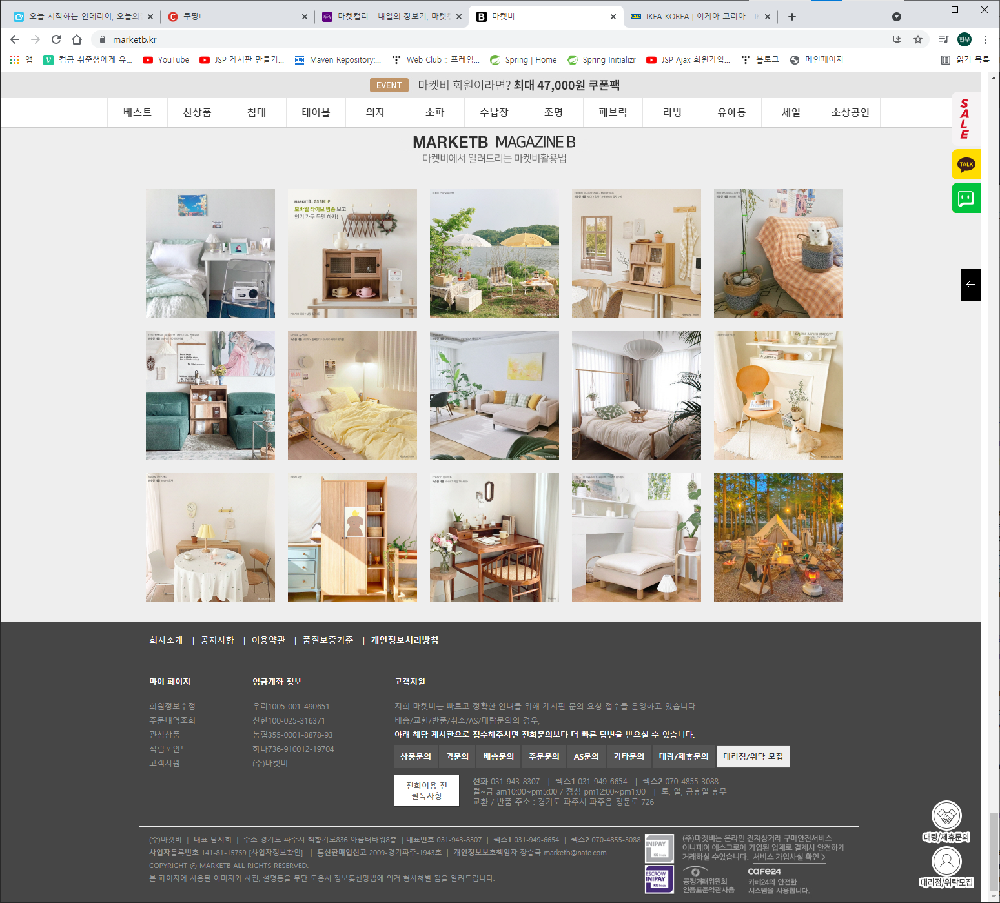 오늘 시작하는 인테리어, 오늘의
쿠팡!
마켓컬리 :: 내일의 장보기, 마켓
마켓비
IKEA KOREA | 이케아 코리아 - I
marketb.kr
현우
앱
컴공 취준생에게 유...
YouTube
JSP 게시판 만들기...
Maven Repository:...
Web Club :: 프레임...
Spring | Home
Spring Initializr
JSP Ajax 회원가입...
블로그
메인페이지
읽기 목록
EVENT 마켓비 회원이라면? 최대 47,000원 쿠폰팩
베스트 신상품 침대 테이블 의자 소파 수납장 조명 패브릭 리빙 유아동 세일 소상공인
SALE
TALK
MARKETB MAGAZINE B
마켓비에서 알려드리는 마켓비활용법
MARKETB · GS SHOP
모바일 라이브 방송 보고
인기 가구 득템 하자!
회사소개 | 공지사항 | 이용약관 | 품질보증기준 | 개인정보처리방침
마이 페이지
회원정보수정
주문내역조회
관심상품
적립포인트
고객지원
입금계좌 정보
우리1005-001-490651
신한100-025-316371
농협355-0001-8878-93
하나736-910012-19704
(주)마켓비
고객지원
저희 마켓비는 빠르고 정확한 안내를 위해 게시판 문의 요청 접수를 운영하고 있습니다.
배송/교환/반품/취소/AS/대량문의의 경우,
아래 해당 게시판으로 접수해주시면 전화문의보다 더 빠른 답변을 받으실 수 있습니다.
상품문의 퀵문의 배송문의 주문문의 AS문의 기타문의 대량/제휴문의 대리점/위탁 모집
전화이용 전
필독사항
전화 031-943-8307 | 팩스1 031-949-6654 | 팩스2 070-4855-3088
월~금 am10:00~pm5:00 / 점심 pm12:00~pm1:00 | 토, 일, 공휴일 휴무
교환 / 반품 주소 : 경기도 파주시 파주읍 정문로 726
(주)마켓비 | 대표 남지희 | 주소 경기도 파주시 책향기로836 아름터타워8층 | 대표번호 031-943-8307 | 팩스1 031-949-6654 | 팩스2 070-4855-3088
사업자등록번호 141-81-15759 [사업자정보확인] | 통신판매업신고 2009-경기파주-1943호 | 개인정보보호책임자 장승국 marketb@nate.com
COPYRIGHT ⓒ MARKETB ALL RIGHTS RESERVED.
본 페이지에 사용된 이미지와 사진, 설명등을 무단 도용시 정보통신망법에 의거 형사처벌 됨을 알려드립니다.
INIPAY
KG Inicis
ESCROW
INIPAY
KG Inicis
(주)마켓비는 온라인 전자상거래 구매안전서비스
이니페이 에스크로에 가입된 업체로 결제시 안전하게
거래하실 수있습니다. 서비스 가입사실 확인 >
공정거래위원회
인증표준약관사용
CAFE24
카페24의 안전한
시스템을 사용합니다.
대량/제휴문의
대리점/위탁모집